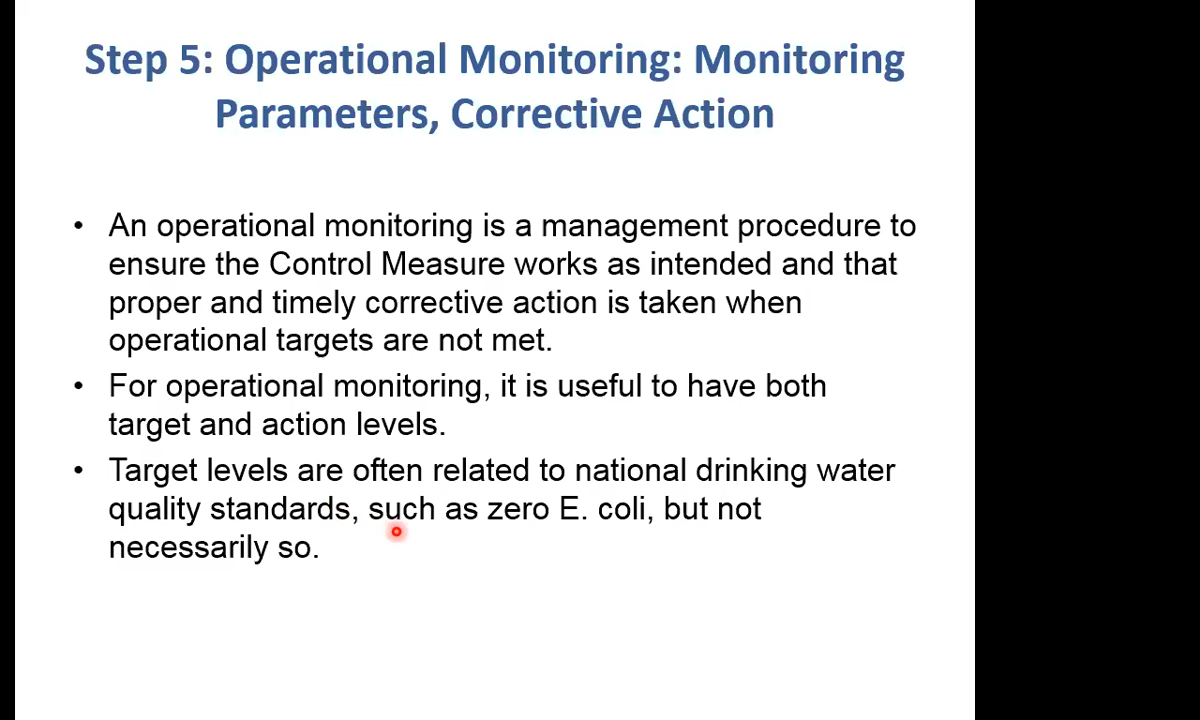 Step 5: Operational Monitoring: Monitoring
Parameters, Corrective Action
• An operational monitoring is a management procedure to
ensure the Control Measure works as intended and that
proper and timely corrective action is taken when
operational targets are not met.
• For operational monitoring, it is useful to have both
target and action levels.
• Target levels are often related to national drinking water
quality standards, such as zero E. coli, but not
necessarily so.